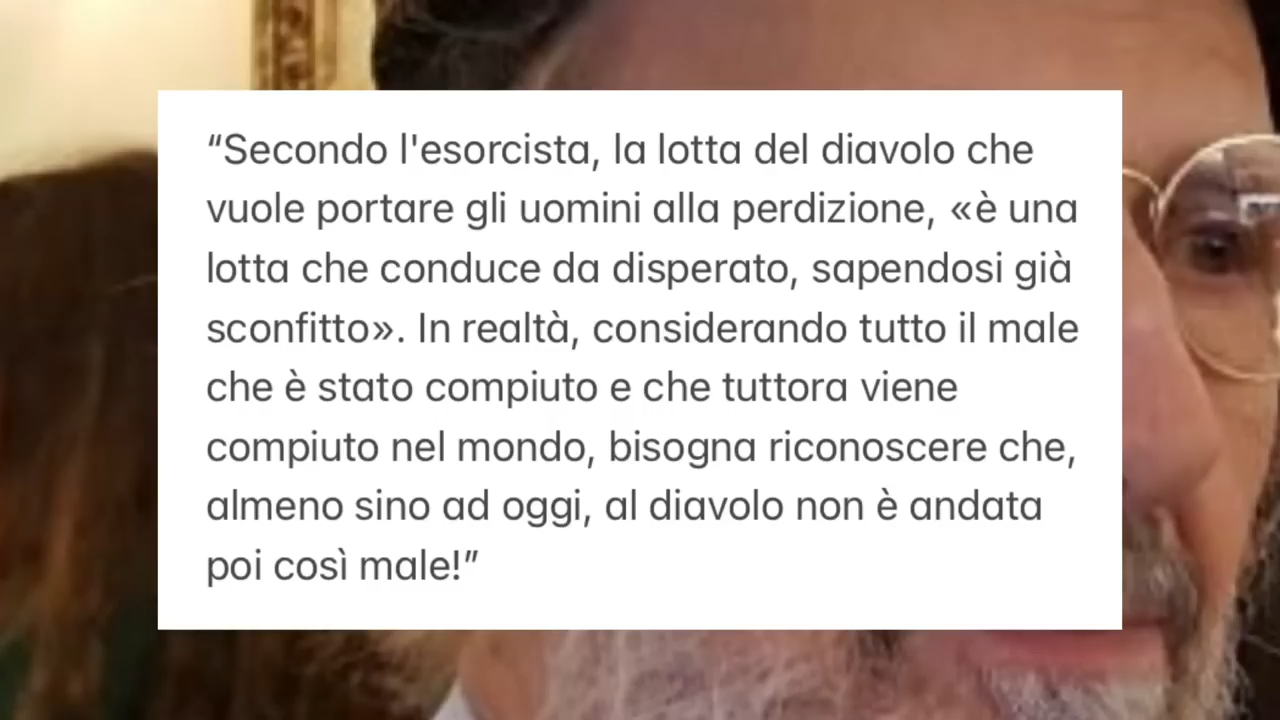 “Secondo l'esorcista, la lotta del diavolo che
vuole portare gli uomini alla perdizione, «è una
lotta che conduce da disperato, sapendosi già
sconfitto». In realtà, considerando tutto il male
che è stato compiuto e che tuttora viene
compiuto nel mondo, bisogna riconoscere che,
almeno sino ad oggi, al diavolo non è andata
poi così male!”